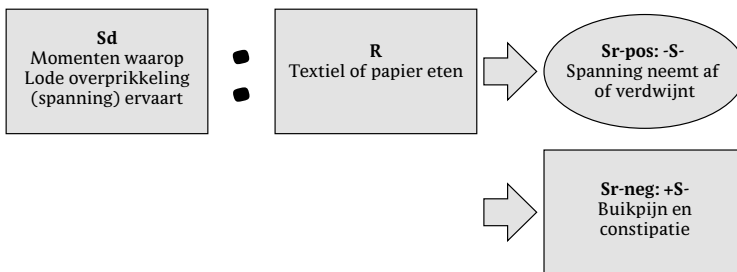 Sd
Momenten waarop
Lode overprikkeling
(spanning) ervaart
R
Textiel of papier eten
Sr-pos: -S-
Spanning neemt af
of verdwijnt
Sr-neg: +S-
Buikpijn en
constipatie